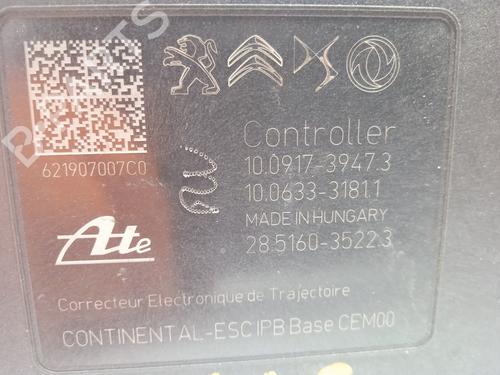 621907007C0
Controller
10.0917-3947.3
10.0633-3181.1
MADE IN HUNGARY
28.5160-3522.3
Ate
Correcteur Electronique de Trajectoire
CONTINENTAL-ESC IPB Base CEM00